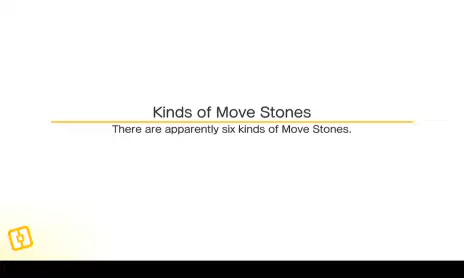 Kinds of Move Stones
There are apparently six kinds of Move Stones.